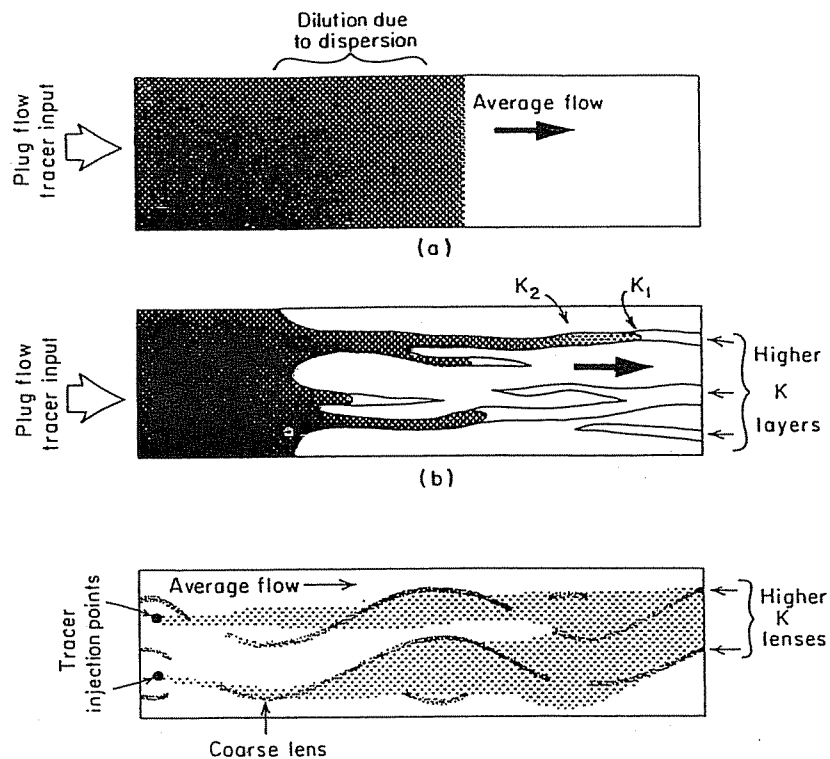 Dilution due
to dispersion
Plug flow
tracer input
Average flow
(a)
K₂
K₁
Plug flow
tracer input
Higher
K
layers
(b)
Average flow
Tracer
injection points
Higher
K
lenses
Coarse lens